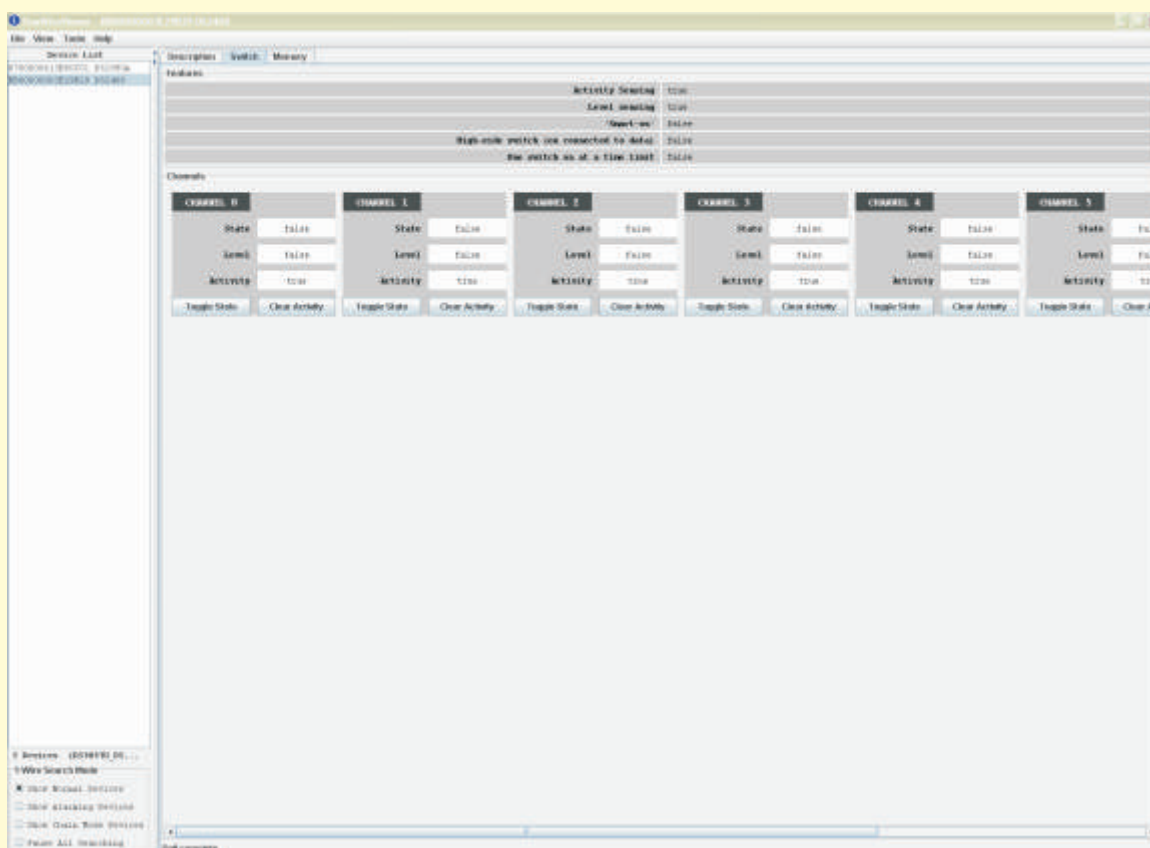 File View Tools Help
Device List
Description Switch Memory
Features
Activity Sensing true
Level sensing true
'Smart-on' false
High-side switch (on connected to data) false
One switch on at a time limit false
Channels
CHANNEL 0 CHANNEL 1 CHANNEL 2 CHANNEL 3 CHANNEL 4 CHANNEL 5
State false State false State false State false State false State
Level false Level false Level false Level false Level false Level
Activity true Activity true Activity true Activity true Activity true Activity
Toggle State Clear Activity Toggle State Clear Activity Toggle State Clear Activity Toggle State Clear Activity Toggle State Clear Activity Toggle State Clear
Devices
1-Wire Search Mode
Show Normal Devices
Show Alarming Devices
Show Chain Mode Devices
Pause All Searching